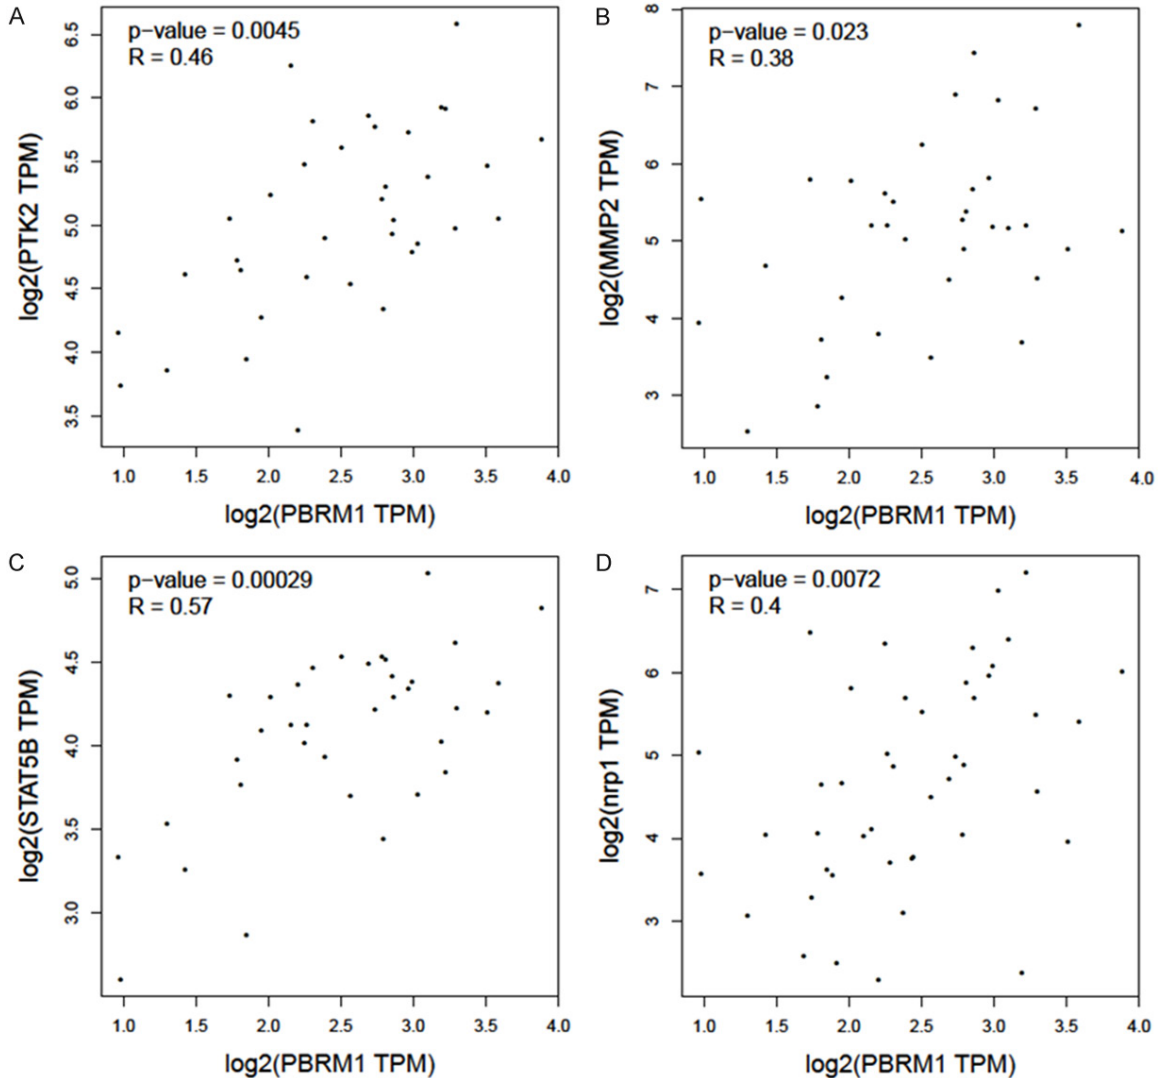 A
p-value = 0.0045
R = 0.46
log2(PTK2 TPM)
6.5
6.0
5.5
5.0
4.5
4.0
3.5
1.0 1.5 2.0 2.5 3.0 3.5 4.0
log2(PBRM1 TPM)
B
p-value = 0.023
R = 0.38
log2(MMP2 TPM)
8
7
6
5
4
3
1.0 1.5 2.0 2.5 3.0 3.5 4.0
log2(PBRM1 TPM)
C
p-value = 0.00029
R = 0.57
log2(STAT5B TPM)
5.0
4.5
4.0
3.5
3.0
1.0 1.5 2.0 2.5 3.0 3.5 4.0
log2(PBRM1 TPM)
D
p-value = 0.0072
R = 0.4
log2(nrp1 TPM)
7
6
5
4
3
1.0 1.5 2.0 2.5 3.0 3.5 4.0
log2(PBRM1 TPM)